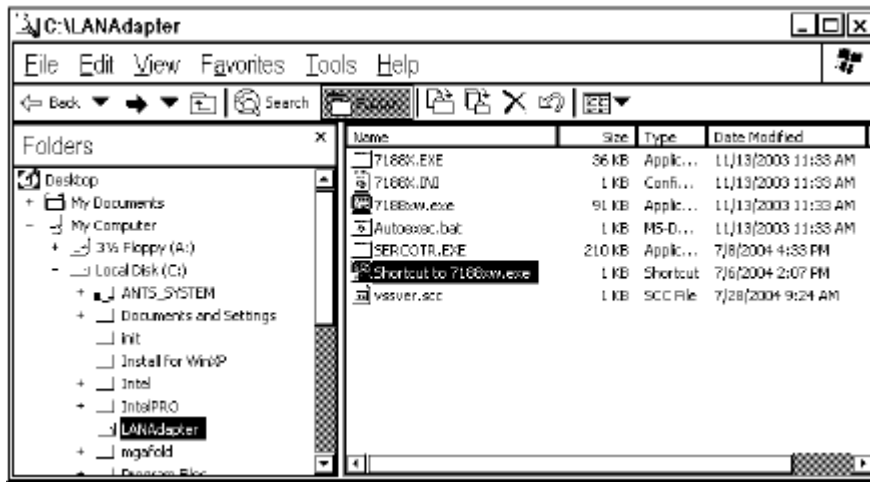 C:\LANAdapter
File Edit View Favorites Tools Help
Back Search
Folders
Desktop
My Documents
My Computer
3½ Floppy (A:)
Local Disk (C:)
ANTS_SYSTEM
Documents and Settings
init
Install for WinXP
Intel
IntelPRO
LANAdapter
mgafold
Name Size Type Date Modified
7188X.EXE 36 KB Applic... 11/13/2003 11:33 AM
7188X.INI 1 KB Confi... 11/13/2003 11:33 AM
7188xw.exe 91 KB Applic... 11/13/2003 11:33 AM
Autoexec.bat 1 KB MS-D... 11/13/2003 11:33 AM
SERCOTR.EXE 210 KB Applic... 7/8/2004 4:33 PM
Shortcut to 7188xw.exe 1 KB Shortcut 7/6/2004 2:07 PM
vssver.scc 1 KB SCC File 7/28/2004 9:24 AM